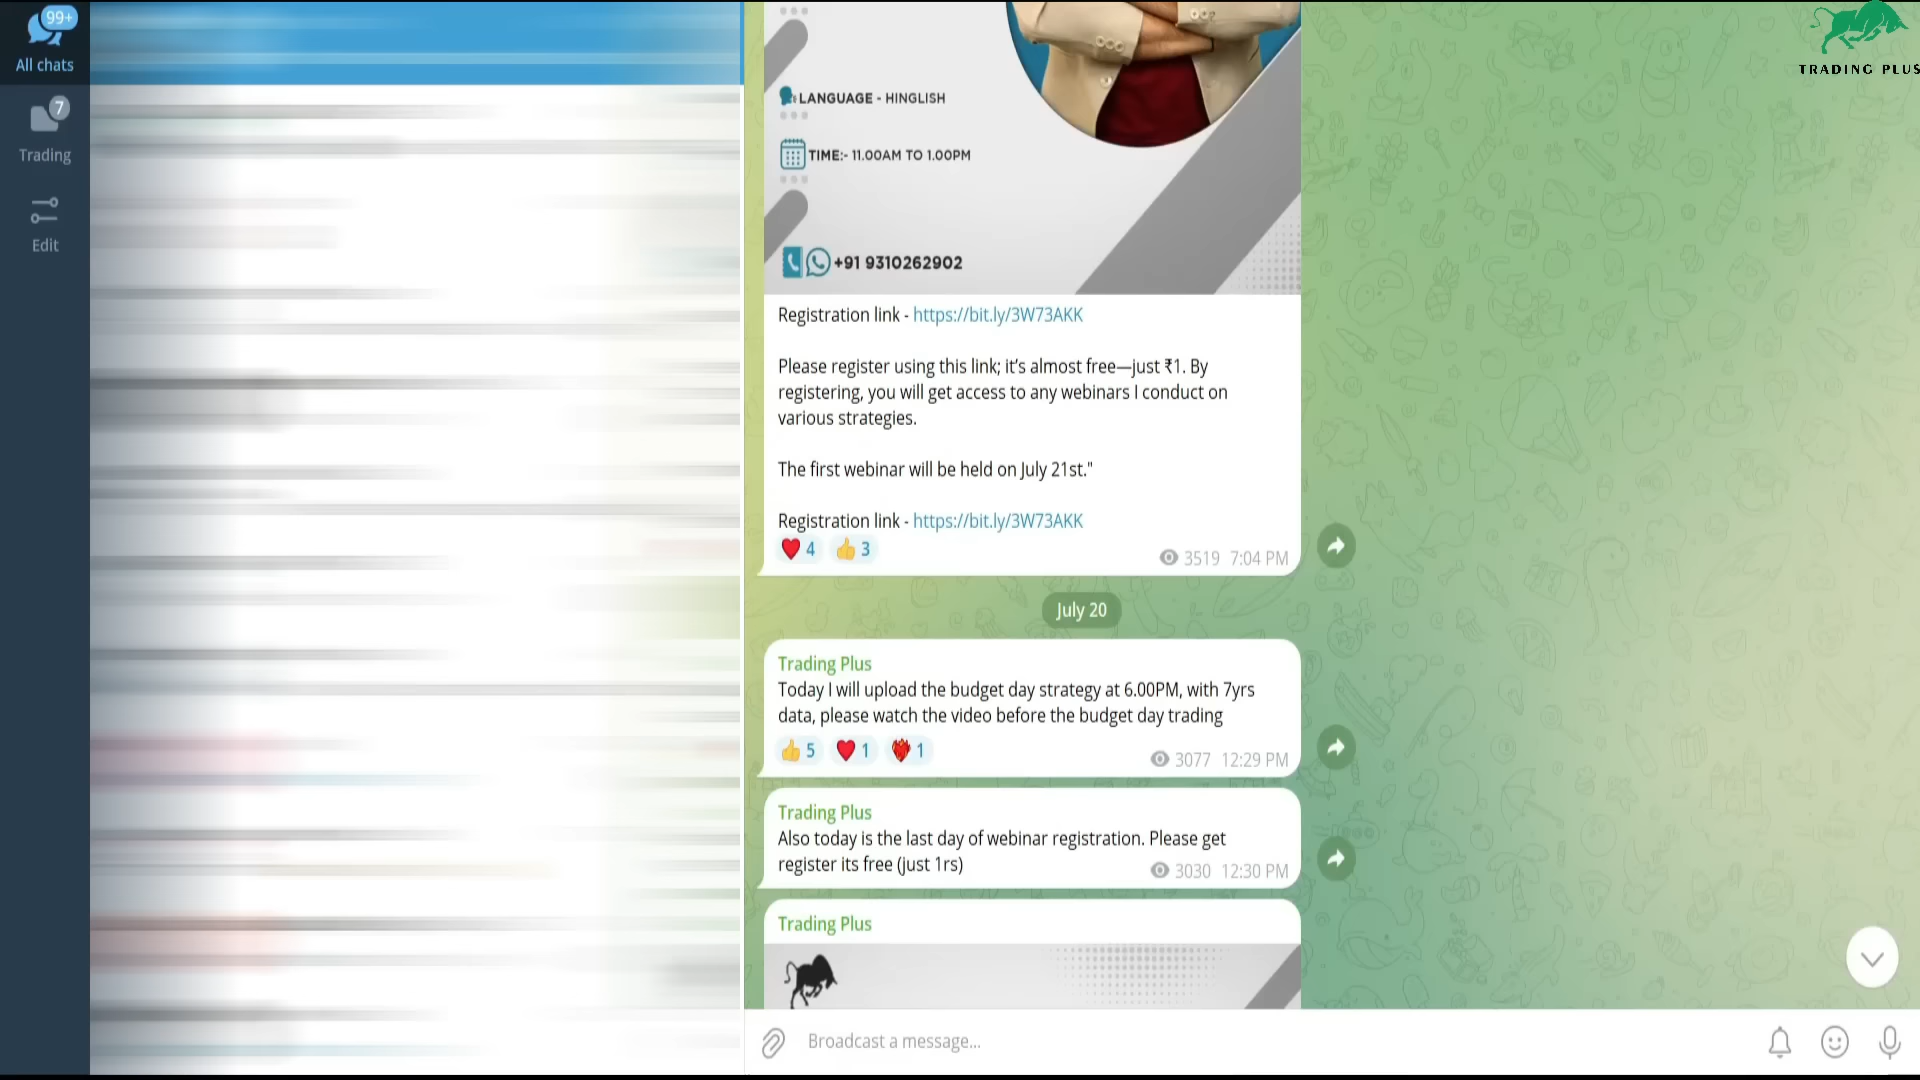 99+
All chats
7
Trading
Edit
TRADING PLUS
LANGUAGE - HINGLISH
TIME:- 11.00AM TO 1.00PM
+91 9310262902
Registration link - https://bit.ly/3W73AKK
Please register using this link; it's almost free—just ₹1. By
registering, you will get access to any webinars I conduct on
various strategies.
The first webinar will be held on July 21st."
Registration link - https://bit.ly/3W73AKK
4 3
3519 7:04 PM
July 20
Trading Plus
Today I will upload the budget day strategy at 6.00PM, with 7yrs
data, please watch the video before the budget day trading
5 1 1
3077 12:29 PM
Trading Plus
Also today is the last day of webinar registration. Please get
register its free (just 1rs)
3030 12:30 PM
Trading Plus
Broadcast a message...